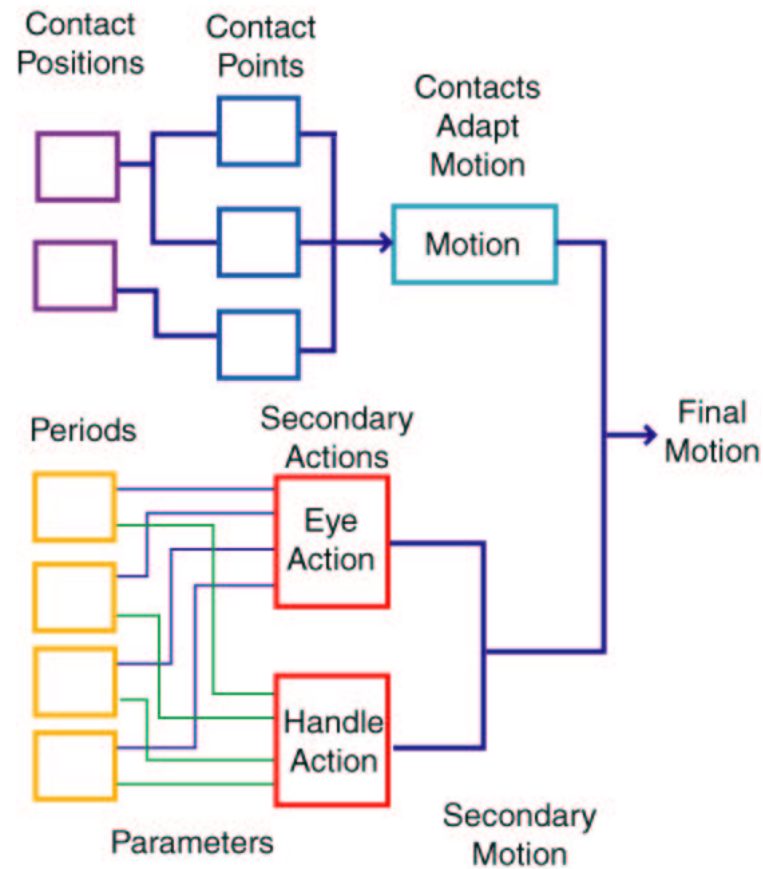 Contact
Positions
Contact
Points
Contacts
Adapt
Motion
Motion
Final
Motion
Periods
Secondary
Actions
Eye
Action
Handle
Action
Parameters
Secondary
Motion